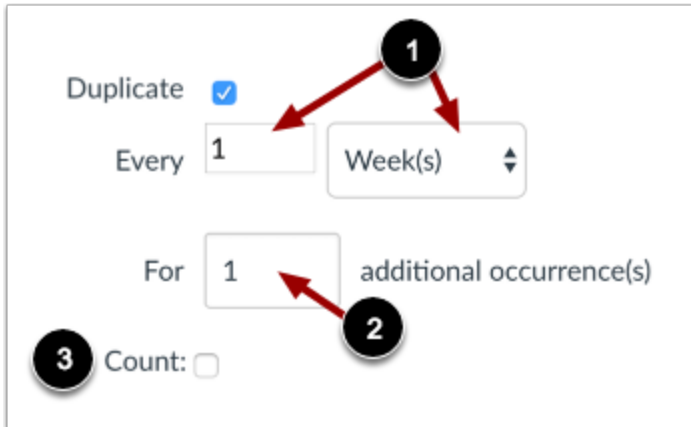 1
Duplicate
Every 1 Week(s)
For 1 additional occurrence(s)
2
3 Count: